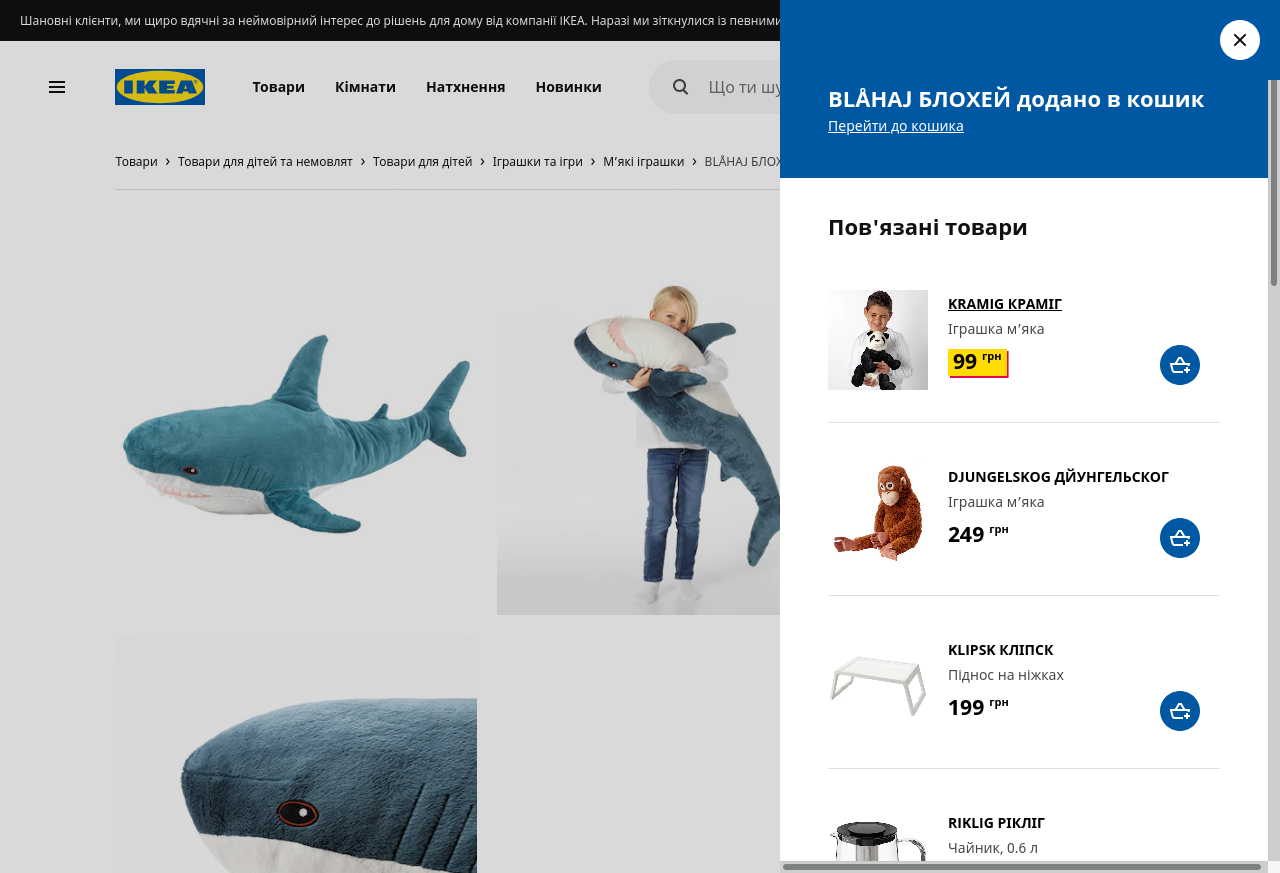 Шановні клієнти, ми щиро вдячні за неймовірний інтерес до рішень для дому від компанії IKEA. Наразі ми зіткнулися із певними
IKEA
Товари
Кімнати
Натхнення
Новинки
Що ти шу
Товари › Товари для дітей та немовлят › Товари для дітей › Іграшки та ігри › М’які іграшки › BLÅHAJ БЛОХ
BLÅHAJ БЛОХЕЙ додано в кошик
Перейти до кошика
Пов'язані товари
KRAMIG КРАМІГ
Іграшка м’яка
99 грн
DJUNGELSKOG ДЙУНГЕЛЬСКОГ
Іграшка м’яка
249 грн
KLIPSK КЛІПСК
Піднос на ніжках
199 грн
RIKLIG РІКЛІГ
Чайник, 0.6 л